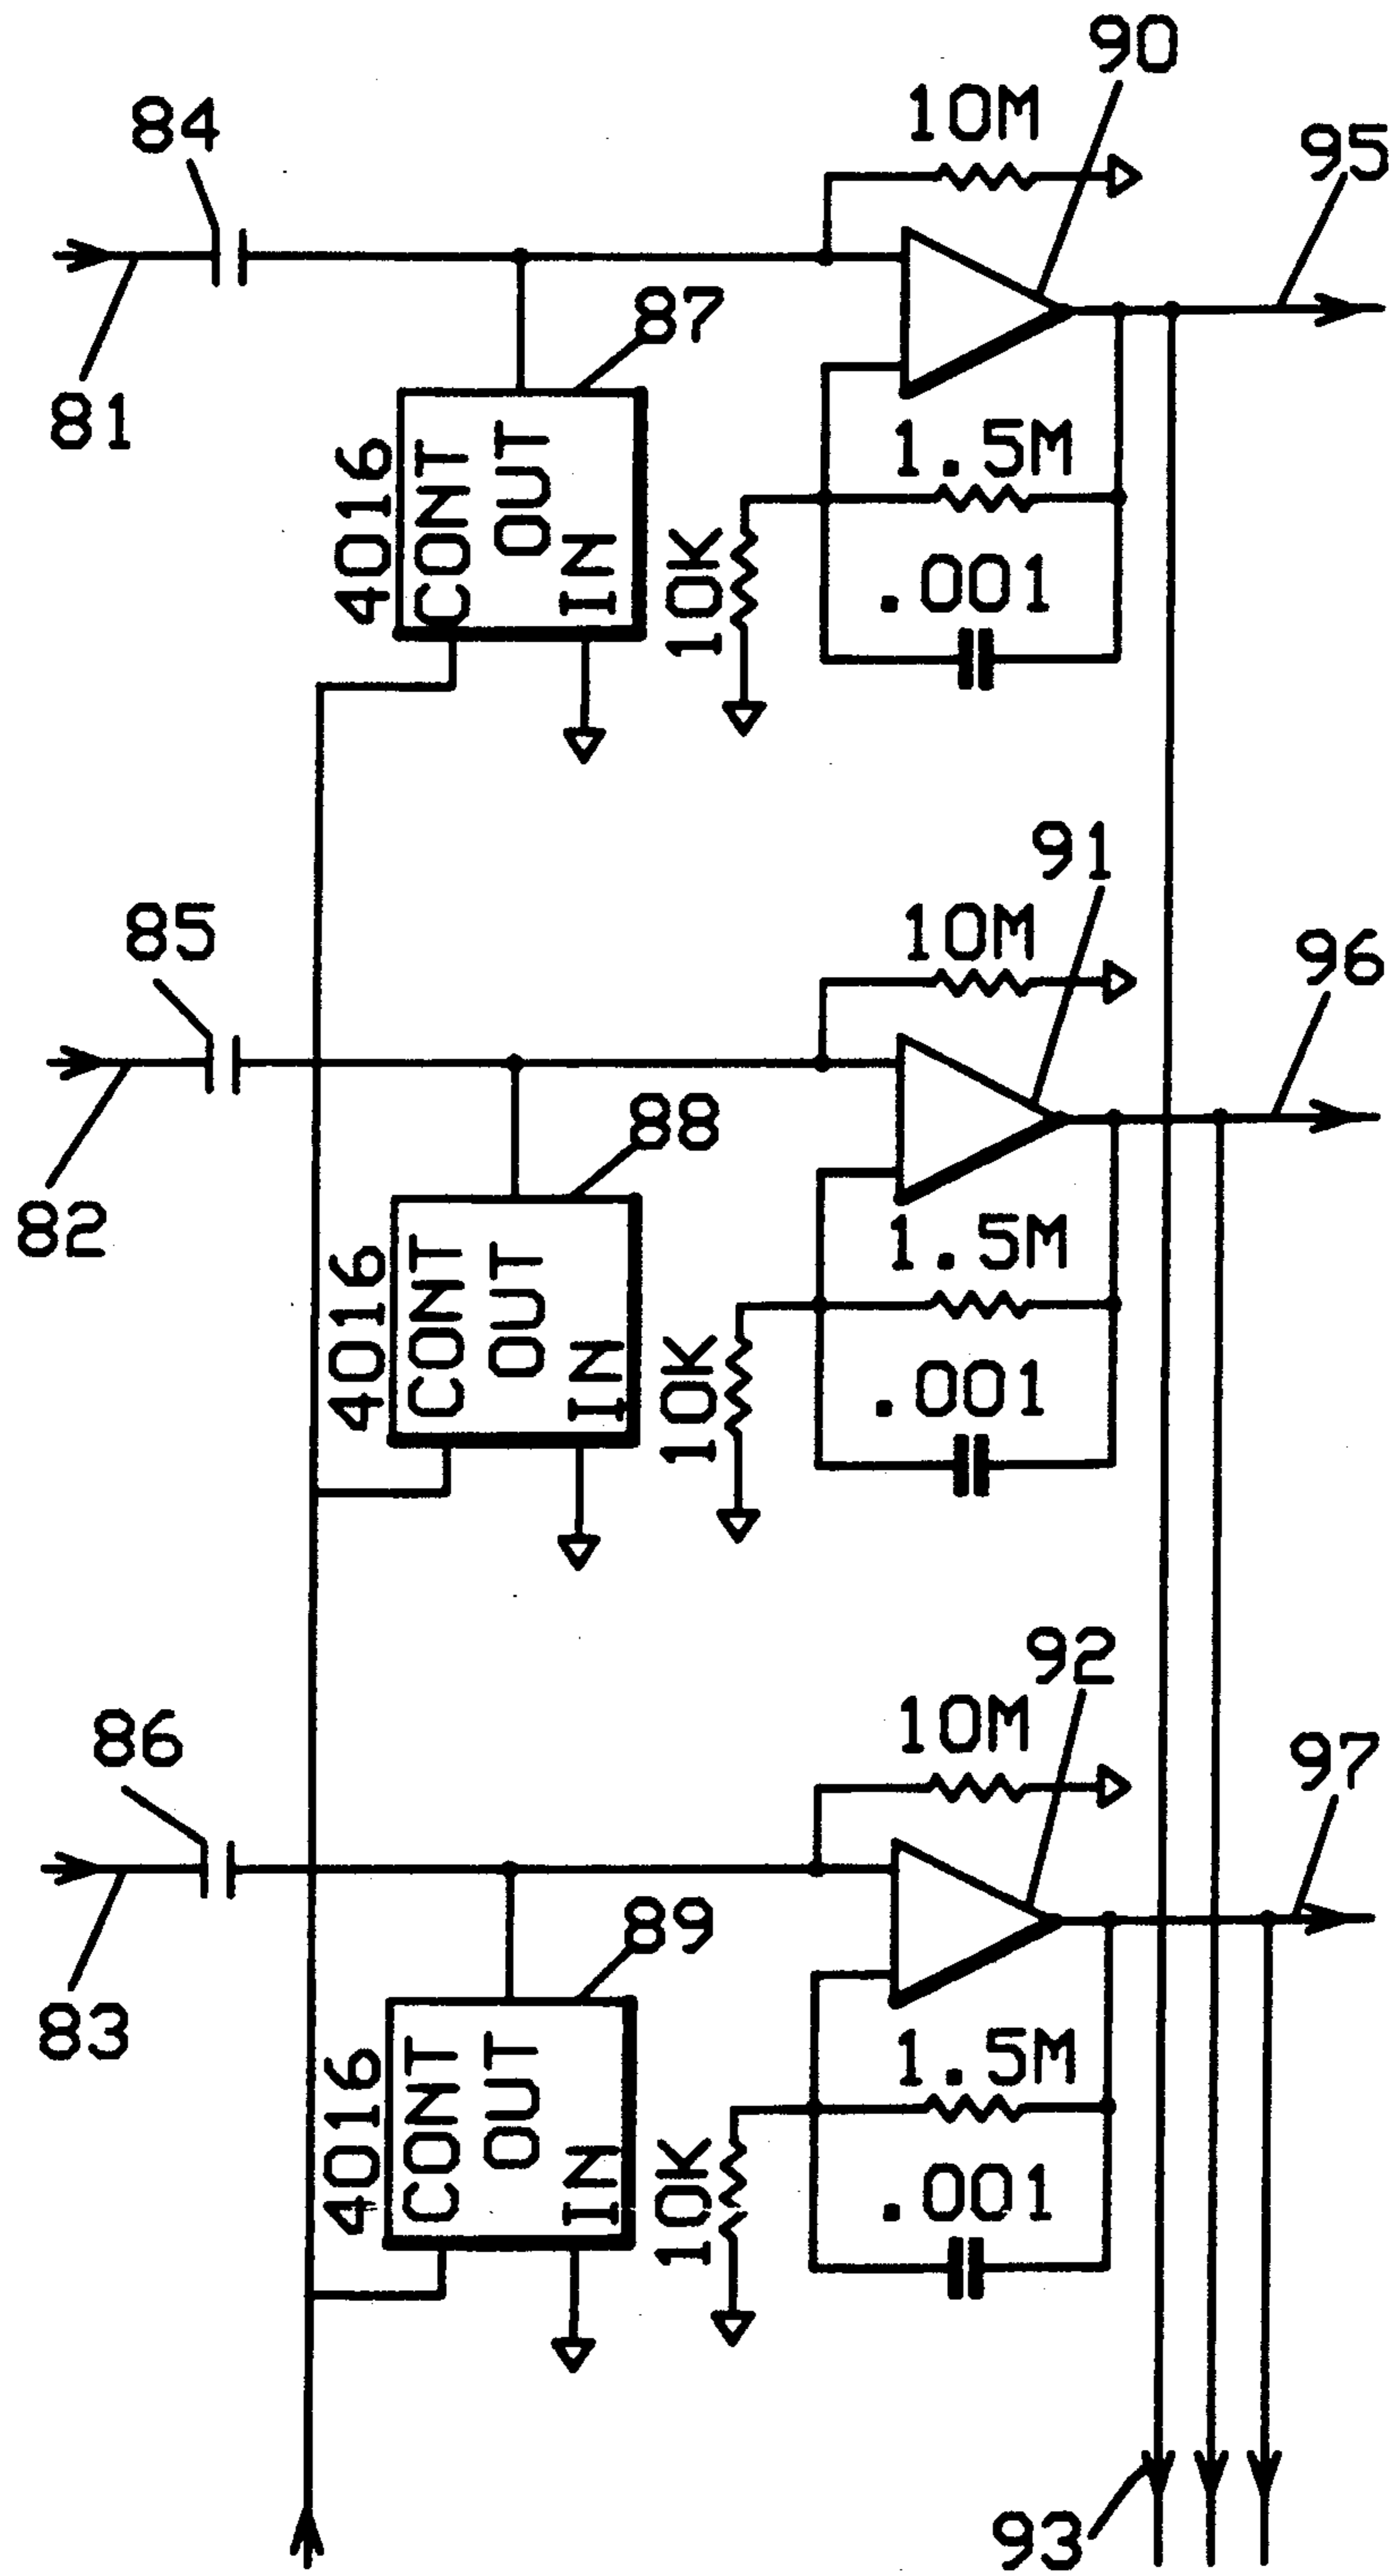 90
84
10M
95
87
81
4016
CONT
OUT
IN
1.5M
10K
.001
91
85
10M
96
88
82
4016
CONT
OUT
IN
1.5M
10K
.001
92
86
10M
97
89
83
4016
CONT
OUT
IN
1.5M
10K
.001
93